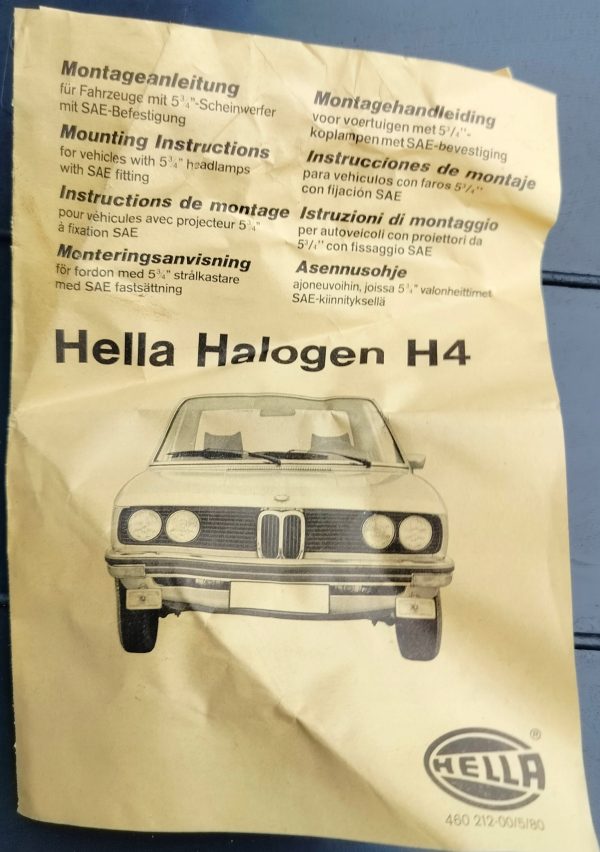 Montageanleitung
für Fahrzeuge mit 5¾"-Scheinwerfer
mit SAE-Befestigung
Mounting Instructions
for vehicles with 5¾" headlamps
with SAE fitting
Instructions de montage
pour véhicules avec projecteur 5¾"
à fixation SAE
Monteringsanvisning
för fordon med 5¾" strålkastare
med SAE fastsättning
Montagehandleiding
voor voertuigen met 5³/₄"-
koplampen met SAE-bevestiging
Instrucciones de montaje
para vehiculos con faros 5³/₄"
con fijación SAE
Istruzioni di montaggio
per autoveicoli con proiettori da
5³/₄" con fissaggio SAE
Asennusohje
ajoneuvoihin, joissa 5¾" valonheittimet
SAE-kiinnityksellä
Hella Halogen H4
HELLA ®
460 212-00/5/80